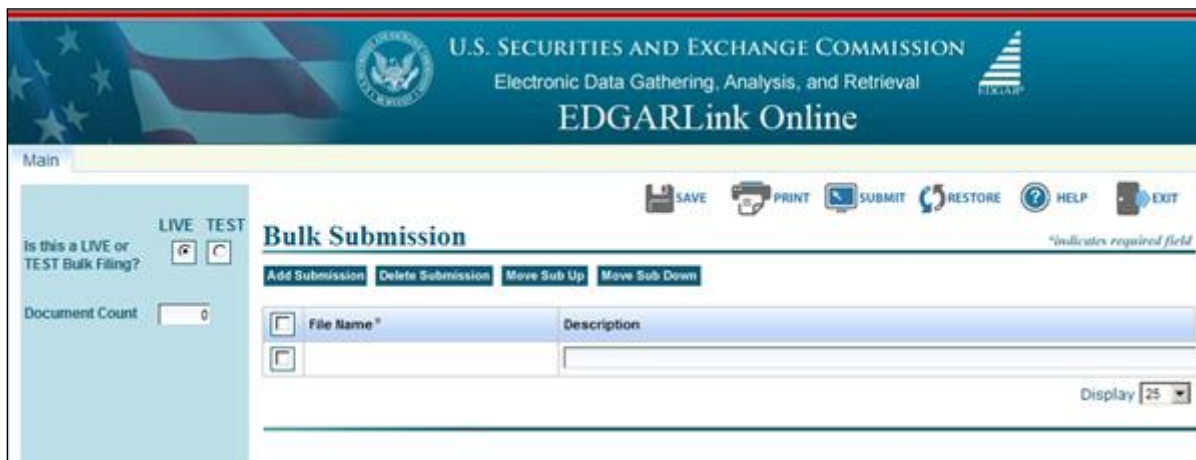 U.S. SECURITIES AND EXCHANGE COMMISSION
Electronic Data Gathering, Analysis, and Retrieval
EDGAR®
EDGARLink Online
Main
SAVE PRINT SUBMIT RESTORE ? HELP EXIT
LIVE TEST
Is this a LIVE or
TEST Bulk Filing?
Bulk Submission
*indicates required field
Add Submission Delete Submission Move Sub Up Move Sub Down
Document Count 0
File Name* Description
Display 25